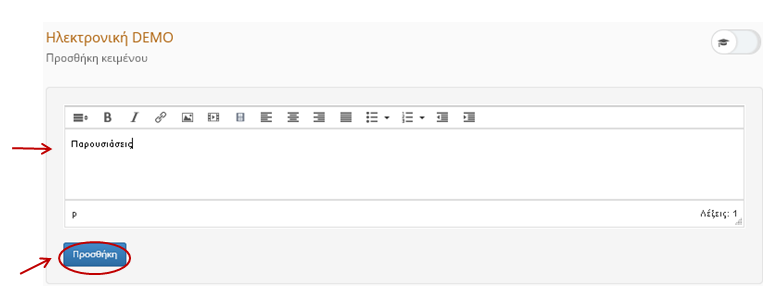 Ηλεκτρονική DEMO
Προσθήκη κειμένου
B I
Παρουσιάσεις
p Λέξεις: 1
Προσθήκη